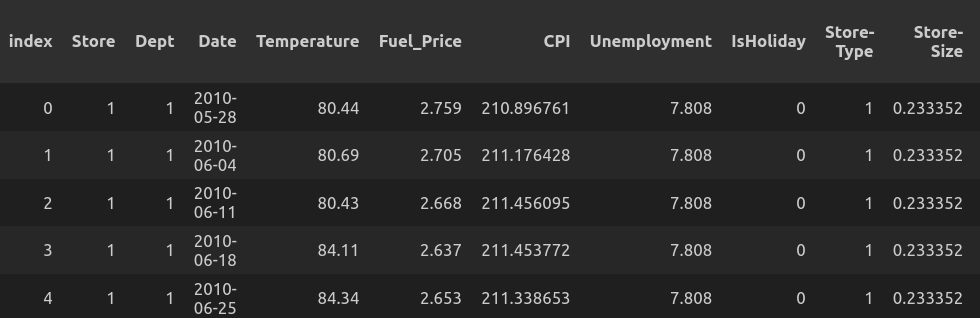 index Store Dept Date Temperature Fuel_Price CPI Unemployment IsHoliday Store-Type Store-Size
0 1 1 2010-05-28 80.44 2.759 210.896761 7.808 0 1 0.233352
1 1 1 2010-06-04 80.69 2.705 211.176428 7.808 0 1 0.233352
2 1 1 2010-06-11 80.43 2.668 211.456095 7.808 0 1 0.233352
3 1 1 2010-06-18 84.11 2.637 211.453772 7.808 0 1 0.233352
4 1 1 2010-06-25 84.34 2.653 211.338653 7.808 0 1 0.233352